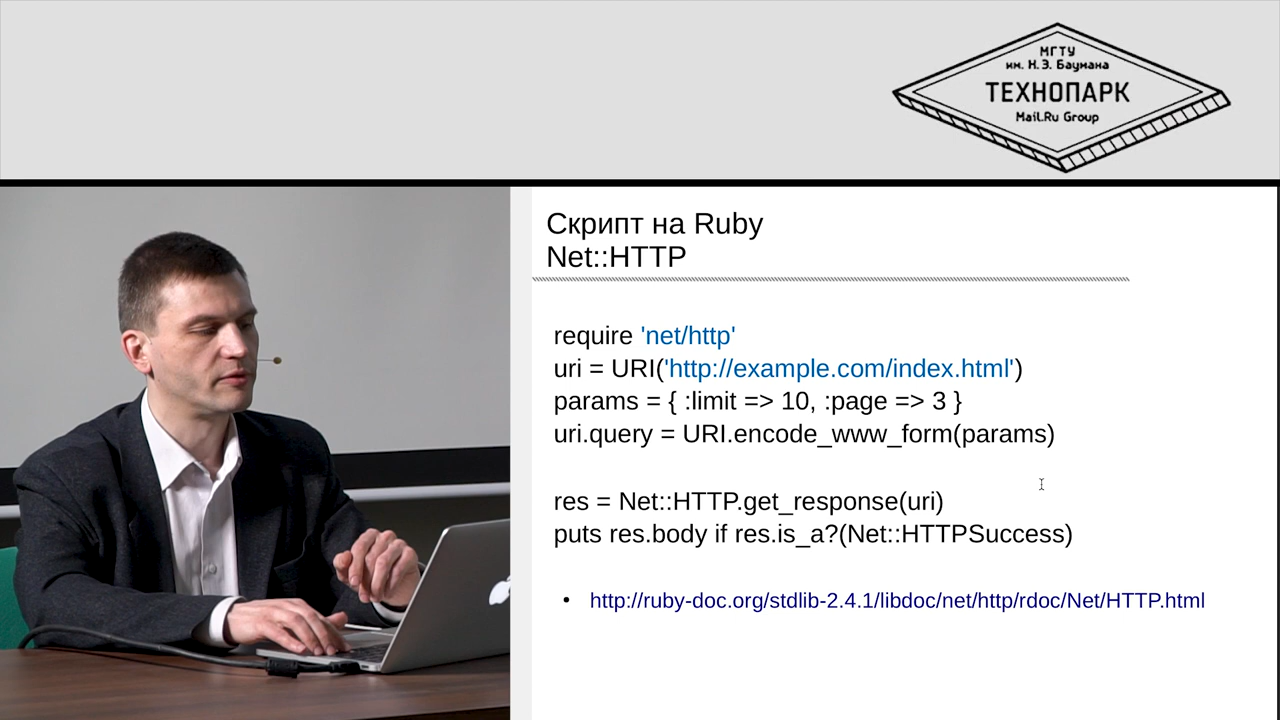 МГТУ
им. Н.Э. Баумана
ТЕХНОПАРК
Mail.Ru Group
Скрипт на Ruby
Net::HTTP
require 'net/http'
uri = URI('http://example.com/index.html')
params = { :limit => 10, :page => 3 }
uri.query = URI.encode_www_form(params)
res = Net::HTTP.get_response(uri)
puts res.body if res.is_a?(Net::HTTPSuccess)
• http://ruby-doc.org/stdlib-2.4.1/libdoc/net/http/rdoc/Net/HTTP.html